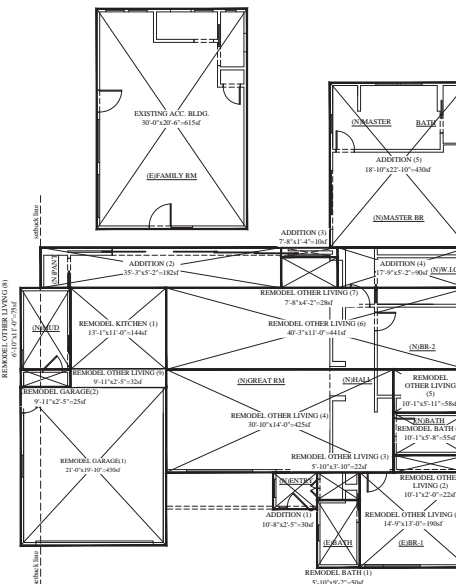 EXISTING ACC. BLDG.
30'-0"x20'-6"=615sf
(E)FAMILY RM
(N)MASTER BATH
ADDITION (5)
18'-10"x22'-10"=430sf
(N)MASTER BR
setback line
ADDITION (3)
7'-8"x1'-4"=10sf
(N)PANT
ADDITION (2)
35'-3"x5'-2"=182sf
ADDITION (4)
17'-9"x5'-2"=90sf
(N)W.I.C
REMODEL OTHER LIVING (8)
6'-10"x11'-0"=75sf
(N)MUD
REMODEL OTHER LIVING (7)
7'-8"x4'-2"=28sf
REMODEL KITCHEN (1)
13'-1"x11'-0"=144sf
REMODEL OTHER LIVING (6)
40'-3"x11'-0"=441sf
(N)BR-2
REMODEL OTHER LIVING (9)
9'-11"x2'-5"=32sf
REMODEL GARAGE(2)
9'-11"x2'-5"=25sf
(N)GREAT RM
(N)HALL
REMODEL
OTHER LIVING
(5)
10'-1"x5'-11"=58sf
REMODEL OTHER LIVING (4)
30'-10"x14'-0"=425sf
(N)BATH
REMODEL BATH
10'-1"x5'-8"=55sf
REMODEL GARAGE(1)
21'-0"x19'-10"=430sf
REMODEL OTHER LIVING (3)
5'-10"x3'-10"=22sf
(N)ENTRY
REMODEL OTHER
LIVING (2)
10'-1"x2'-0"=22sf
ADDITION (1)
10'-8"x2'-5"=30sf
REMODEL OTHER LIVING
14'-9"x13'-0"=190sf
(E)BATH
(E)BR-1
setback line
REMODEL BATH (1)
5'-10"x9'-2"=50sf